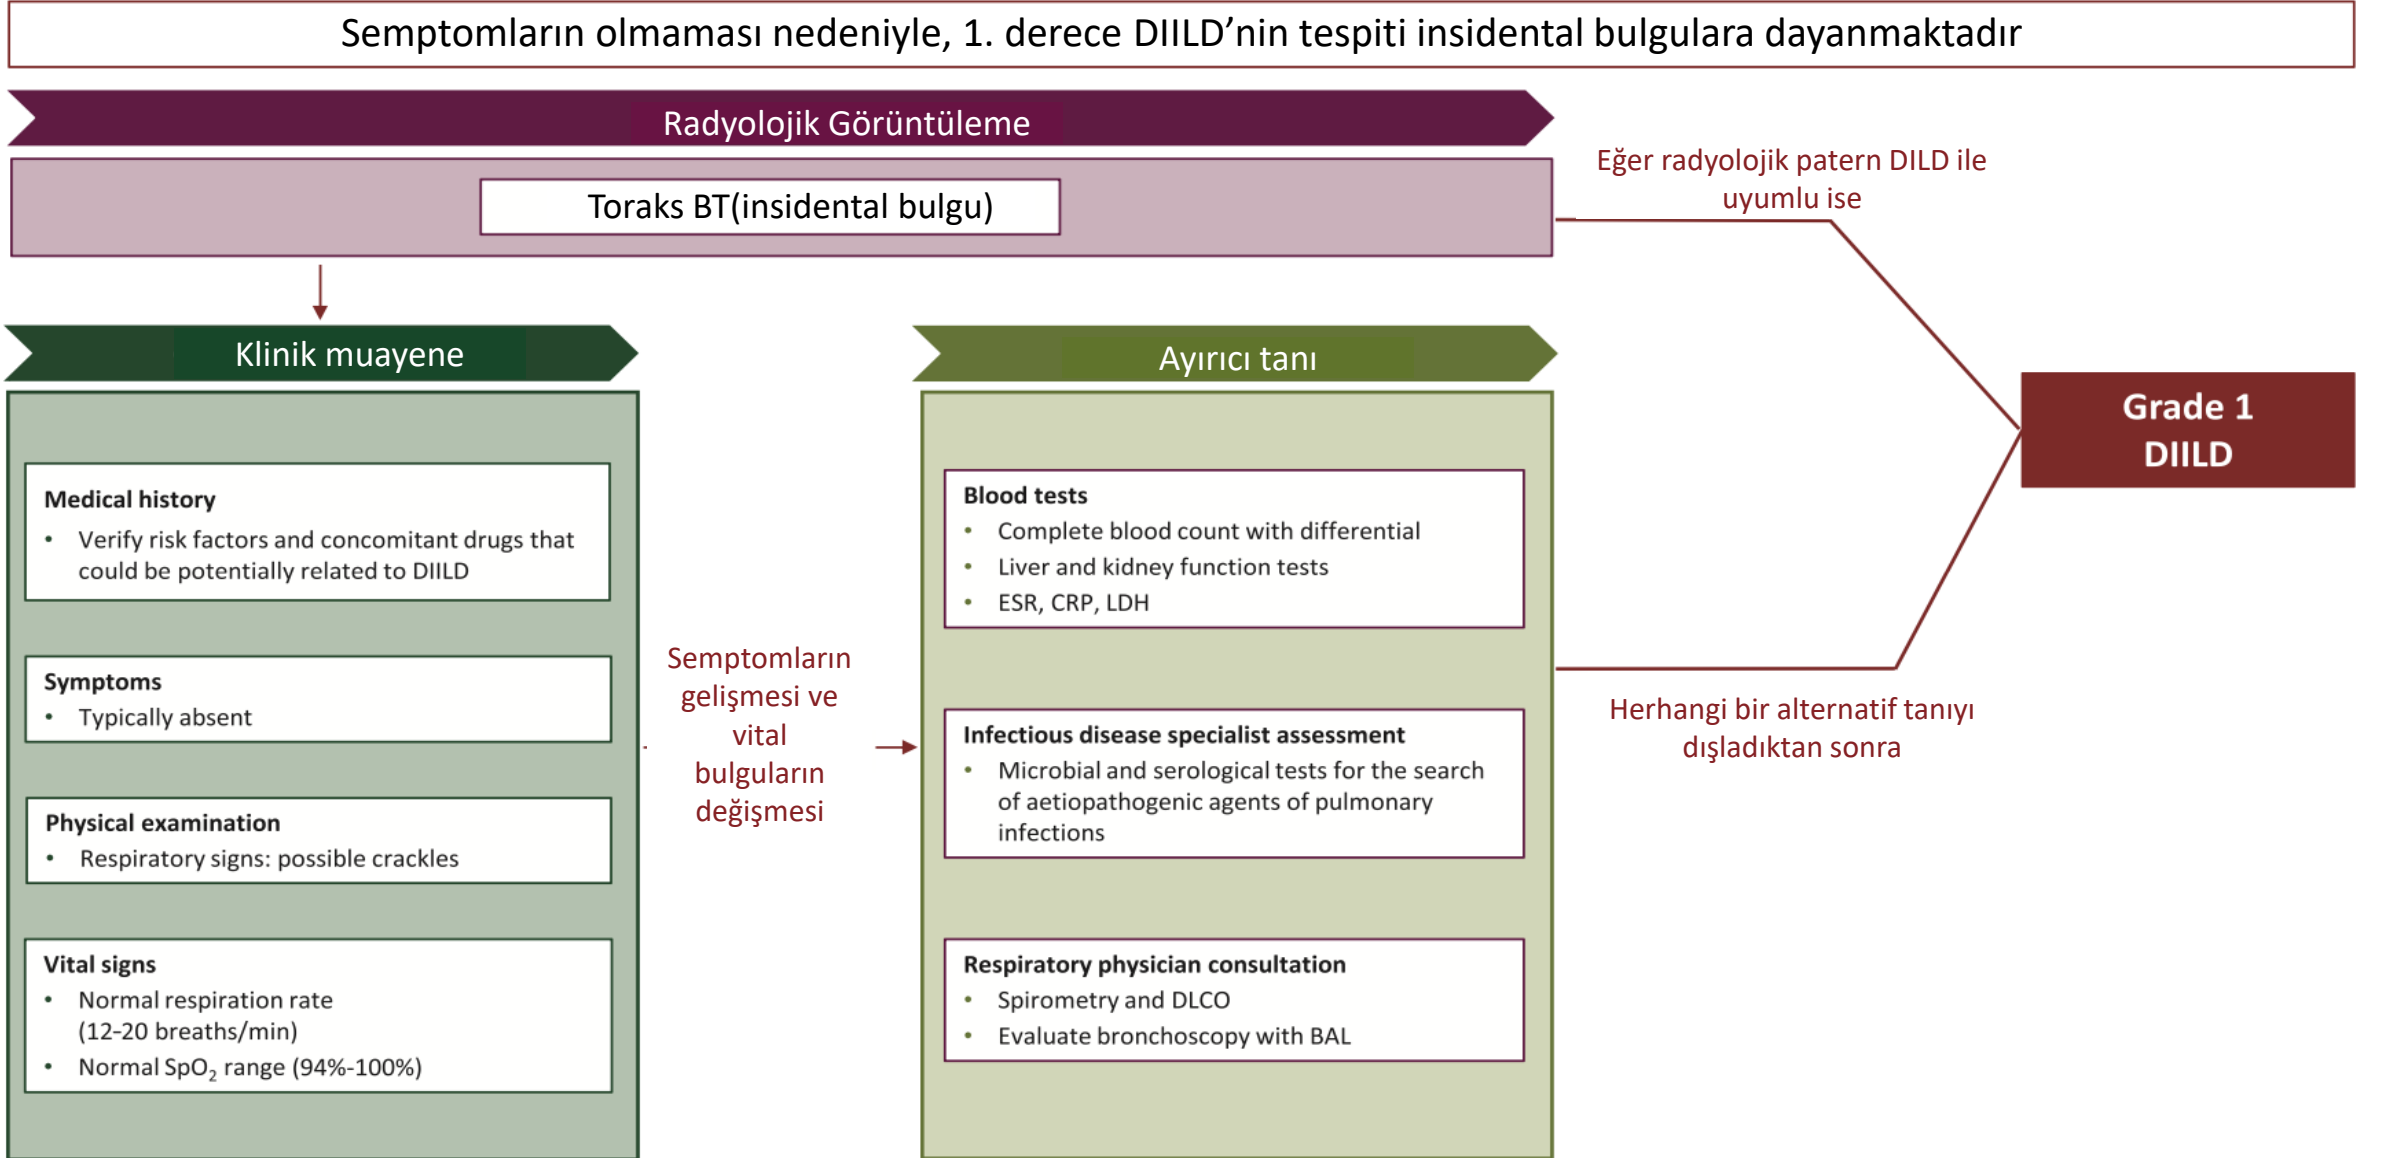 Semptomların olmaması nedeniyle, 1. derece DIILD’nin tespiti insidental bulgulara dayanmaktadır
Radyolojik Görüntüleme
Toraks BT(insidental bulgu)
Eğer radyolojik patern DILD ile
uyumlu ise
Klinik muayene
Medical history
• Verify risk factors and concomitant drugs that
could be potentially related to DIILD
Symptoms
• Typically absent
Physical examination
• Respiratory signs: possible crackles
Vital signs
• Normal respiration rate
(12-20 breaths/min)
• Normal SpO₂ range (94%-100%)
Semptomların
gelişmesi ve
vital
bulguların
değişmesi
Ayırıcı tanı
Blood tests
• Complete blood count with differential
• Liver and kidney function tests
• ESR, CRP, LDH
Infectious disease specialist assessment
• Microbial and serological tests for the search
of aetiopathogenic agents of pulmonary
infections
Respiratory physician consultation
• Spirometry and DLCO
• Evaluate bronchoscopy with BAL
Herhangi bir alternatif tanıyı
dışladıktan sonra
Grade 1
DIILD